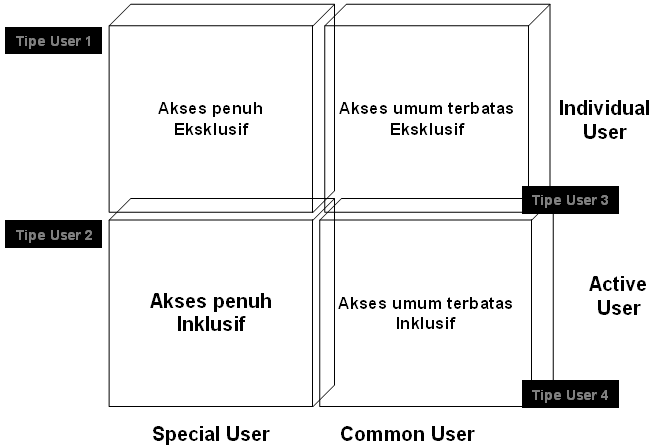 Tipe User 1
Akses penuh
Eksklusif
Akses umum terbatas
Eksklusif
Individual
User
Tipe User 3
Tipe User 2
Akses penuh
Inklusif
Akses umum terbatas
Inklusif
Active
User
Tipe User 4
Special User
Common User